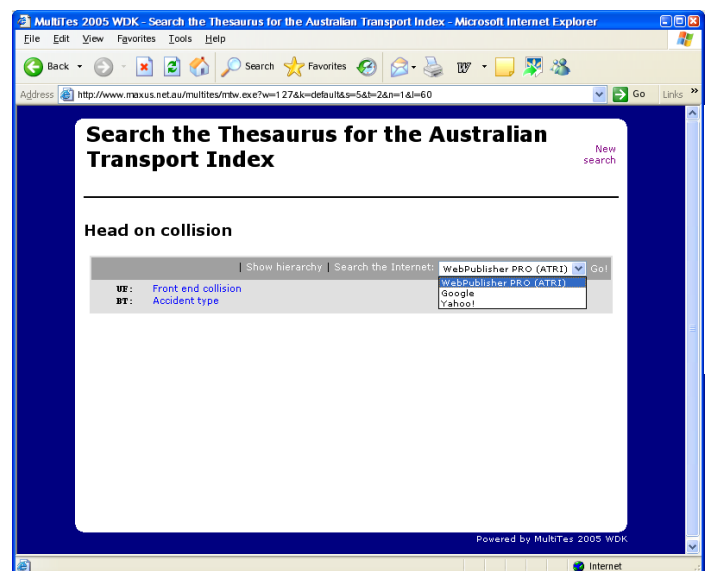 MultiTes 2005 WDK - Search the Thesaurus for the Australian Transport Index - Microsoft Internet Explorer
File Edit View Favorites Tools Help
Back Search Favorites
Address http://www.maxus.net.au/multites/mtw.exe?w=127&k=default&s=5&t=2&n=1&l=60 Go Links »
Search the Thesaurus for the Australian
Transport Index
New
search
Head on collision
| Show hierarchy | Search the Internet: WebPublisher PRO (ATRI) Go!
WebPublisher PRO (ATRI)
Google
Yahoo!
UF: Front end collision
BT: Accident type
Powered by MultiTes 2005 WDK
Internet